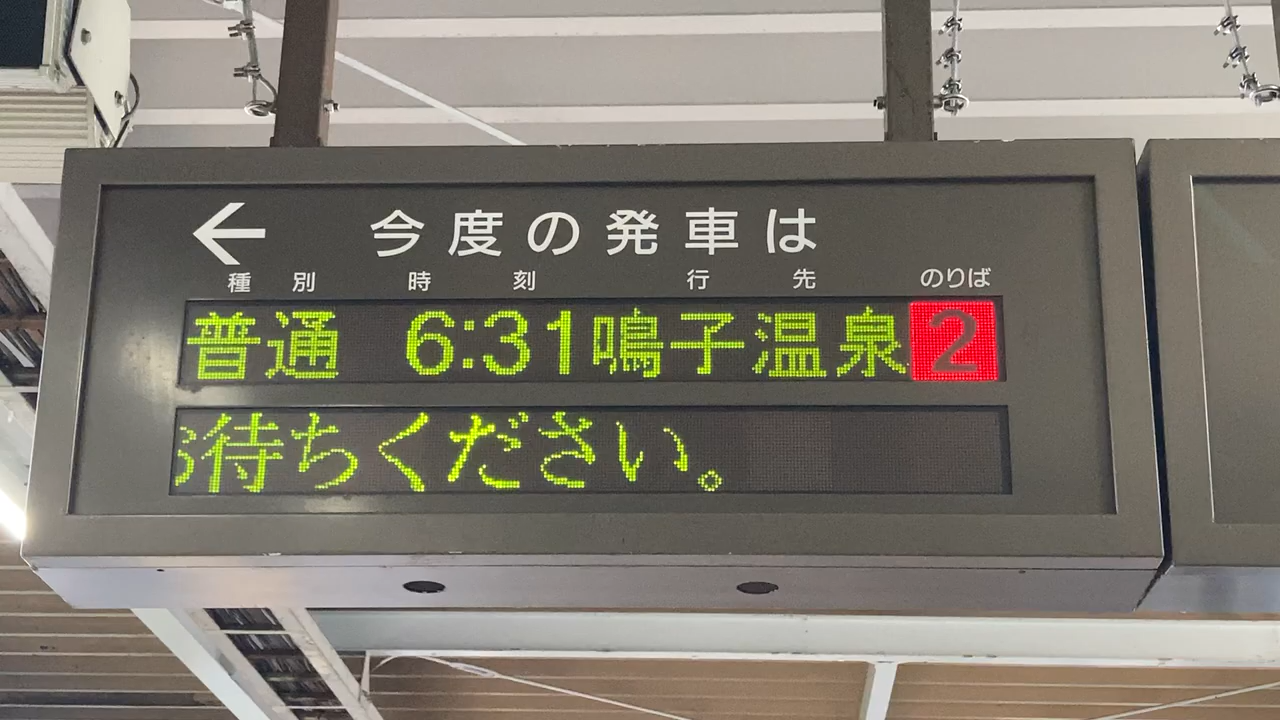 ← 今度の発車は
種別 時刻 行先 のりば
普通 6:31 鳴子温泉 2
お待ちください。